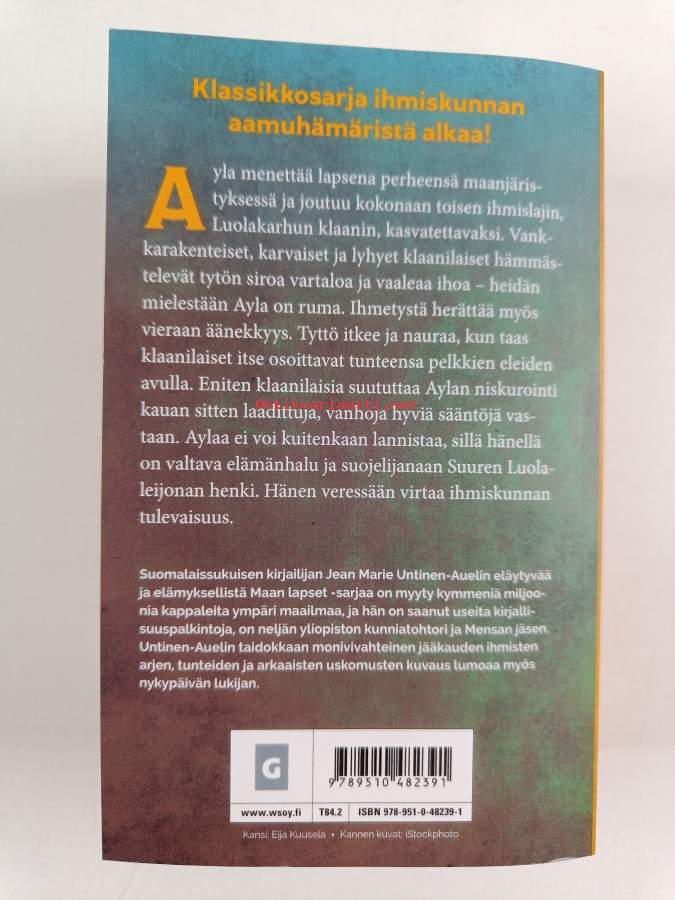 Klassikkosarja ihmiskunnan
aamuhämäristä alkaa!
Ayla menettää lapsena perheensä maanjäris-
tyksessä ja joutuu kokonaan toisen ihmislajin,
Luolakarhun klaanin, kasvatettavaksi. Vank-
karakenteiset, karvaiset ja lyhyet klaanilaiset hämmäs-
televät tytön siroa vartaloa ja vaaleaa ihoa – heidän
mielestään Ayla on ruma. Ihmetystä herättää myös
vieraan äänekkyys. Tyttö itkee ja nauraa, kun taas
klaanilaiset itse osoittavat tunteensa pelkkien eleiden
avulla. Eniten klaanilaisia suututtaa Aylan niskurointi
kauan sitten laadittuja, vanhoja hyviä sääntöjä vas-
taan. Aylaa ei voi kuitenkaan lannistaa, sillä hänellä
on valtava elämänhalu ja suojelijanaan Suuren Luola-
leijonan henki. Hänen veressään virtaa ihmiskunnan
tulevaisuus.
Suomalaissukuisen kirjailijan Jean Marie Untinen-Auelin eläytyvää
ja elämyksellistä Maan lapset -sarjaa on myyty kymmeniä miljoo-
nia kappaleita ympäri maailmaa, ja hän on saanut useita kirjalli-
suuspalkintoja, on neljän yliopiston kunniatohtori ja Mensan jäsen.
Untinen-Auelin taidokkaan monivivahteinen jääkauden ihmisten
arjen, tunteiden ja arkaaisten uskomusten kuvaus lumoaa myös
nykypäivän lukijan.
G
9 789510 482391
www.wsoy.fi T84.2 ISBN 978-951-0-48239-1
Kansi: Eija Kuusela • Kannen kuvat: iStockphoto